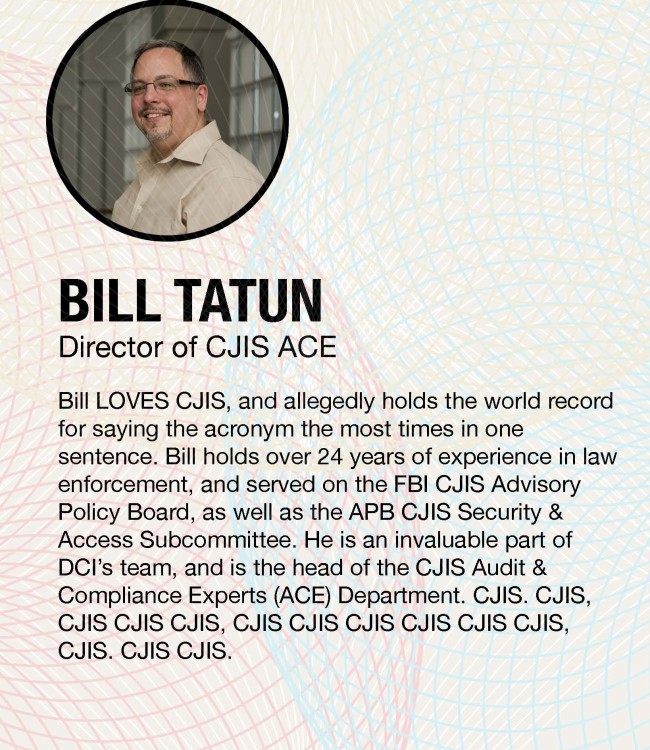 BILL TATUN
Director of CJIS ACE
Bill LOVES CJIS, and allegedly holds the world record
for saying the acronym the most times in one
sentence. Bill holds over 24 years of experience in law
enforcement, and served on the FBI CJIS Advisory
Policy Board, as well as the APB CJIS Security &
Access Subcommittee. He is an invaluable part of
DCI's team, and is the head of the CJIS Audit &
Compliance Experts (ACE) Department. CJIS. CJIS,
CJIS CJIS CJIS, CJIS CJIS CJIS CJIS CJIS CJIS,
CJIS. CJIS CJIS.